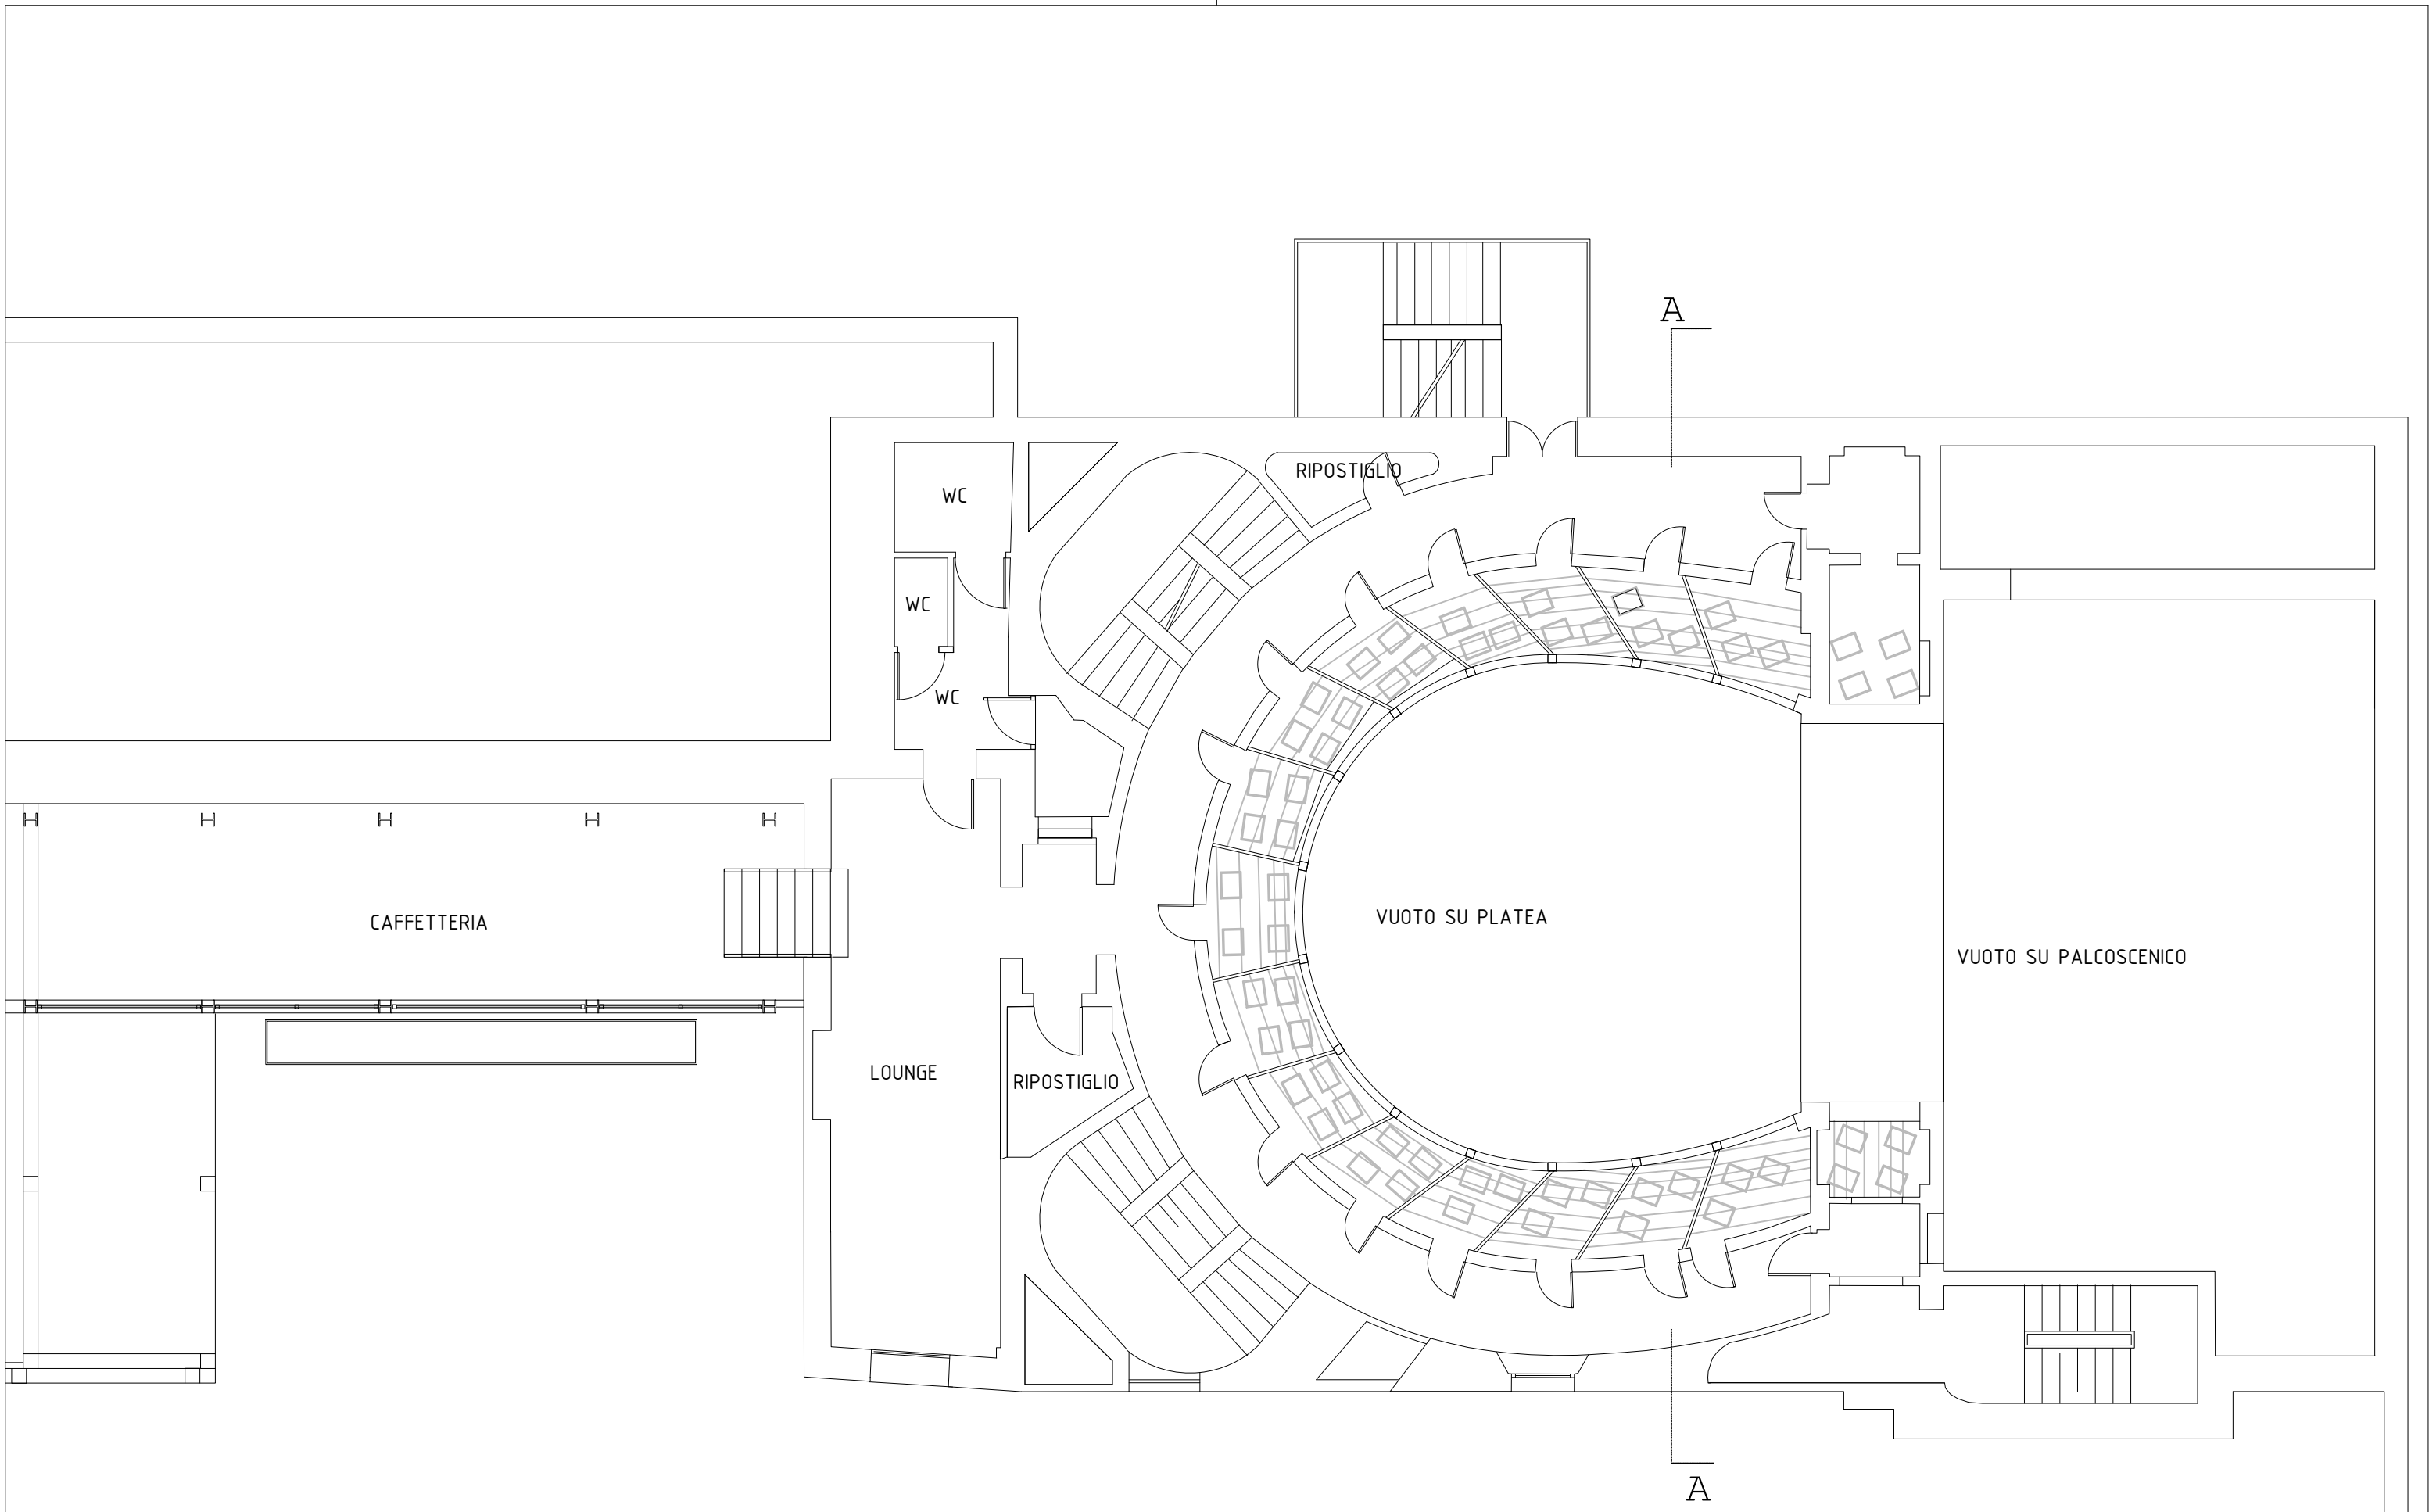 A
RIPOSTIGLIO
WC
WC
WC
CAFFETTERIA
VUOTO SU PLATEA
VUOTO SU PALCOSCENICO
LOUNGE
RIPOSTIGLIO
A